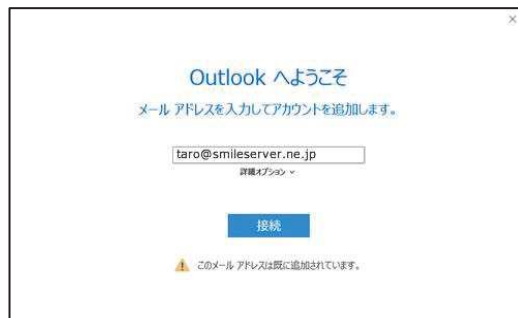 Outlook へようこそ
メール アドレスを入力してアカウントを追加します。
taro@smileserver.ne.jp
詳細オプション
接続
このメール アドレスは既に追加されています。